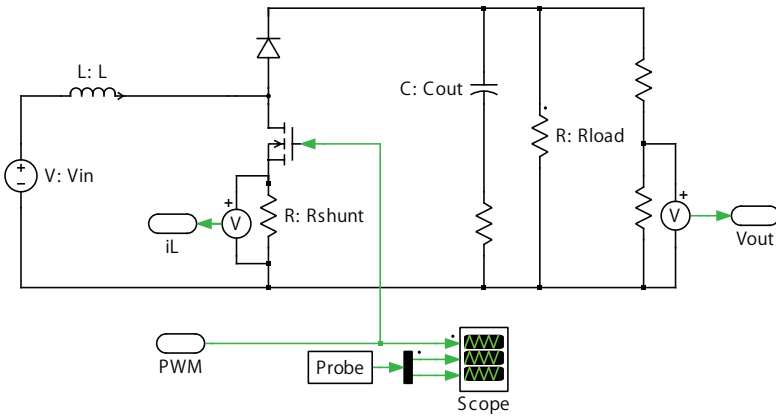 L: L
C: Cout
R: Rload
V: Vin
+
−
+
V
iL
R: Rshunt
+
V
Vout
PWM
Probe
Scope